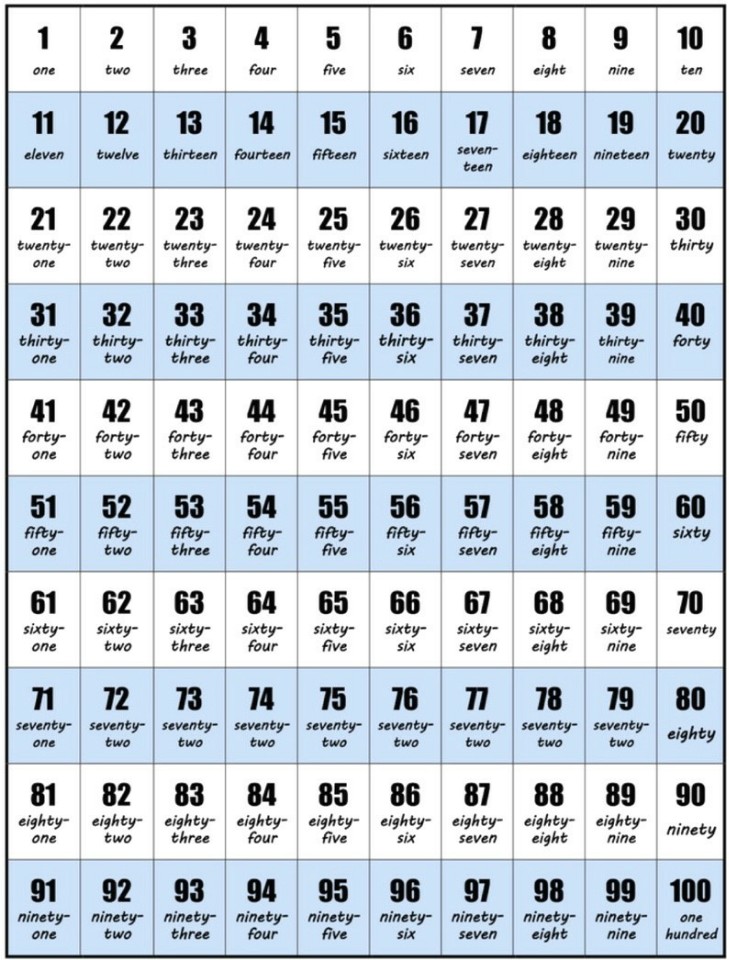 1 2 3 4 5 6 7 8 9 10
one two three four five six seven eight nine ten
11 12 13 14 15 16 17 18 19 20
eleven twelve thirteen fourteen fifteen sixteen seven- eighteen nineteen twenty
teen
21 22 23 24 25 26 27 28 29 30
twenty- twenty- twenty- twenty- twenty- twenty- twenty- twenty- twenty- thirty
one two three four five six seven eight nine
31 32 33 34 35 36 37 38 39 40
thirty- thirty- thirty- thirty- thirty- thirty- thirty- thirty- thirty- forty
one two three four five six seven eight nine
41 42 43 44 45 46 47 48 49 50
forty- forty- forty- forty- forty- forty- forty- forty- forty- fifty
one two three four five six seven eight nine
51 52 53 54 55 56 57 58 59 60
fifty- fifty- fifty- fifty- fifty- fifty- fifty- fifty- fifty- sixty
one two three four five six seven eight nine
61 62 63 64 65 66 67 68 69 70
sixty- sixty- sixty- sixty- sixty- sixty- sixty- sixty- sixty- seventy
one two three four five six seven eight nine
71 72 73 74 75 76 77 78 79 80
seventy- seventy- seventy- seventy- seventy- seventy- seventy- seventy- seventy- eighty
one two two two two two two two two
81 82 83 84 85 86 87 88 89 90
eighty- eighty- eighty- eighty- eighty- eighty- eighty- eighty- eighty- ninety
one two three four five six seven eight nine
91 92 93 94 95 96 97 98 99 100
ninety- ninety- ninety- ninety- ninety- ninety- ninety- ninety- ninety- one
one two three four five six seven eight nine hundred